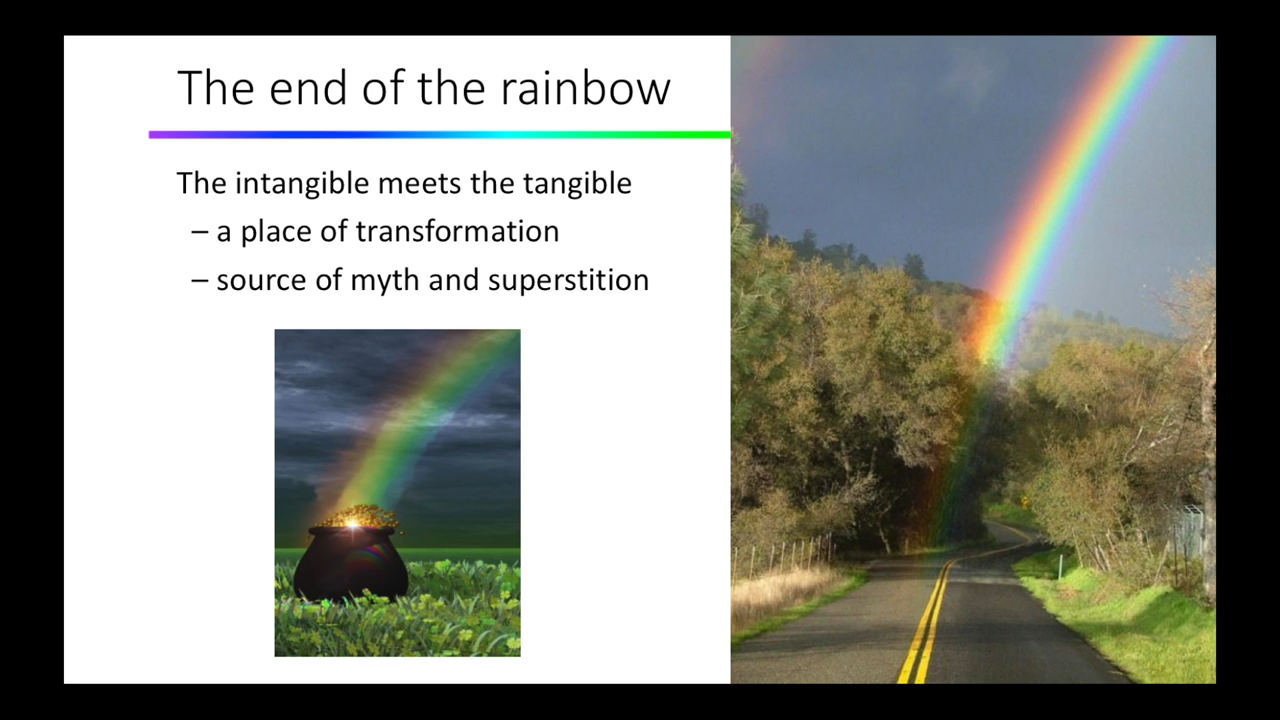 The end of the rainbow
The intangible meets the tangible
– a place of transformation
– source of myth and superstition